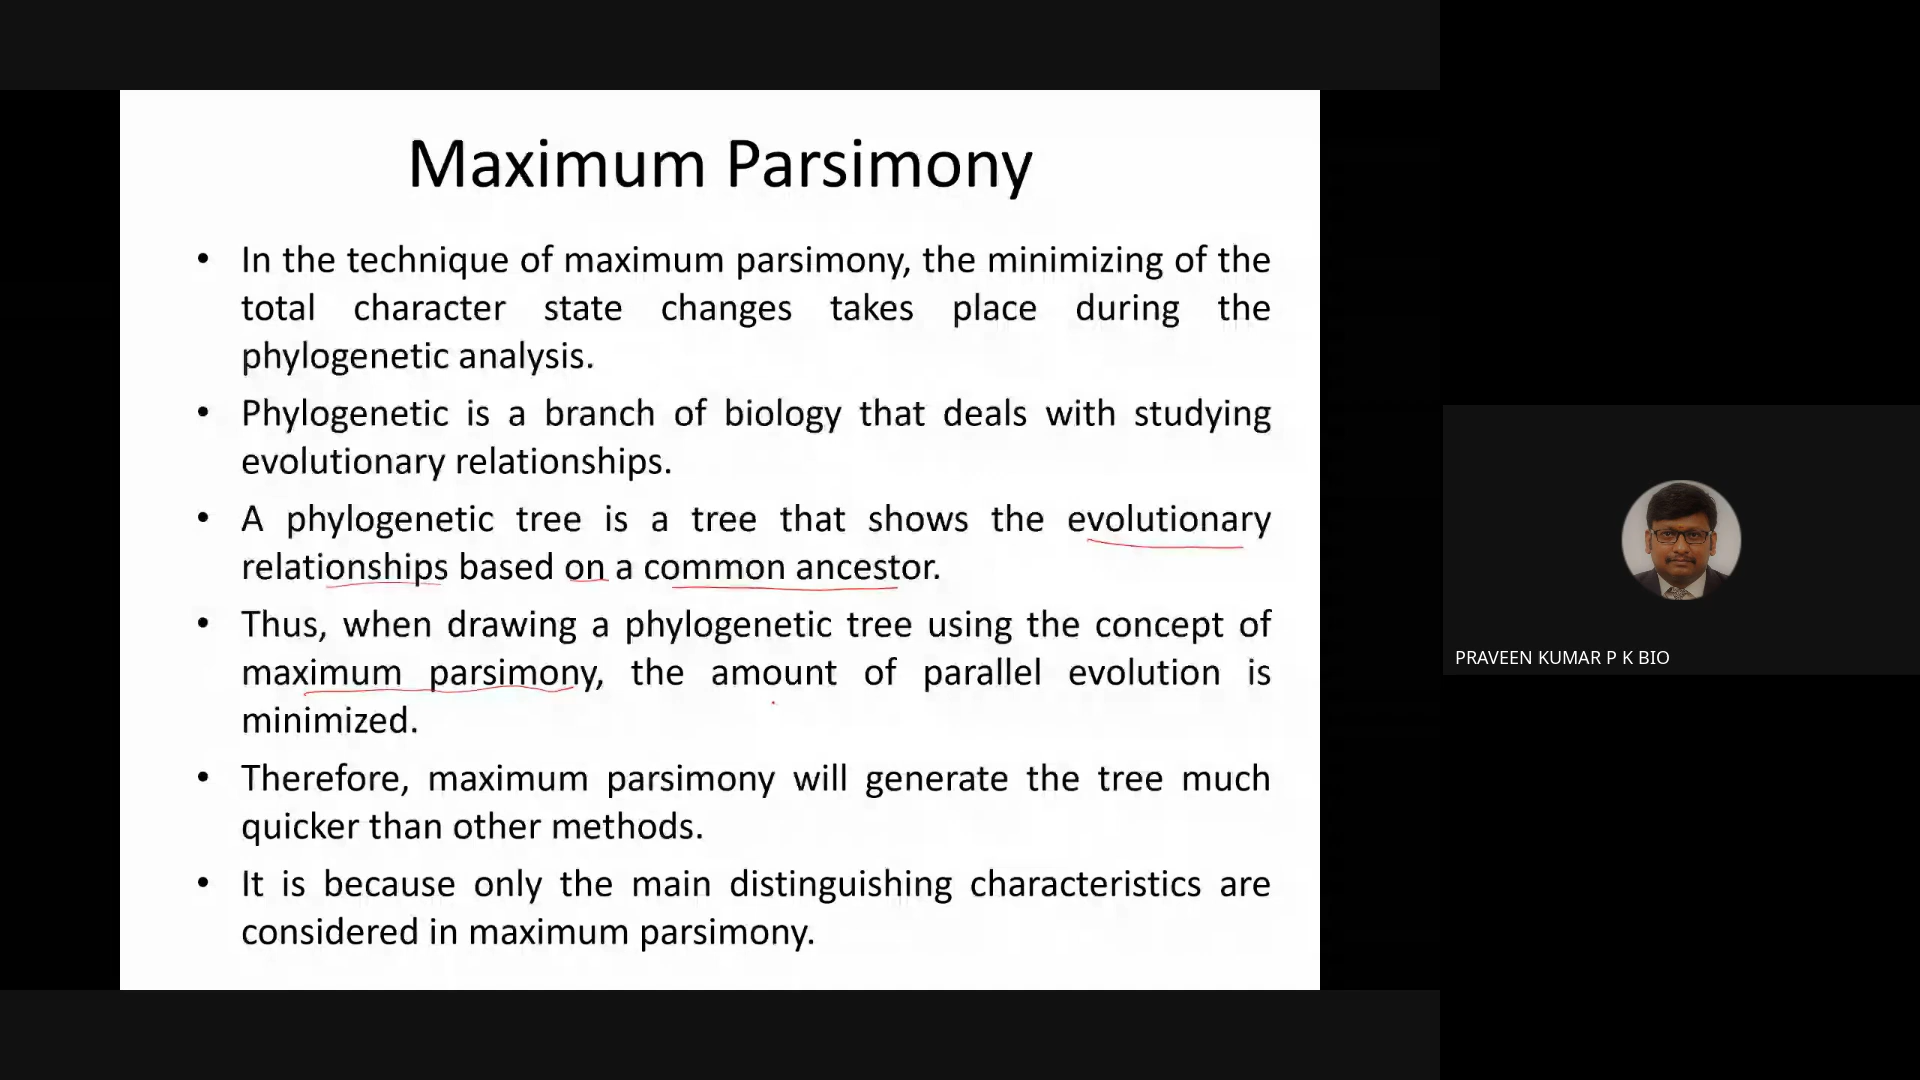 Maximum Parsimony
• In the technique of maximum parsimony, the minimizing of the
total character state changes takes place during the
phylogenetic analysis.
• Phylogenetic is a branch of biology that deals with studying
evolutionary relationships.
• A phylogenetic tree is a tree that shows the evolutionary
relationships based on a common ancestor.
• Thus, when drawing a phylogenetic tree using the concept of
maximum parsimony, the amount of parallel evolution is
minimized.
• Therefore, maximum parsimony will generate the tree much
quicker than other methods.
• It is because only the main distinguishing characteristics are
considered in maximum parsimony.
PRAVEEN KUMAR P K BIO